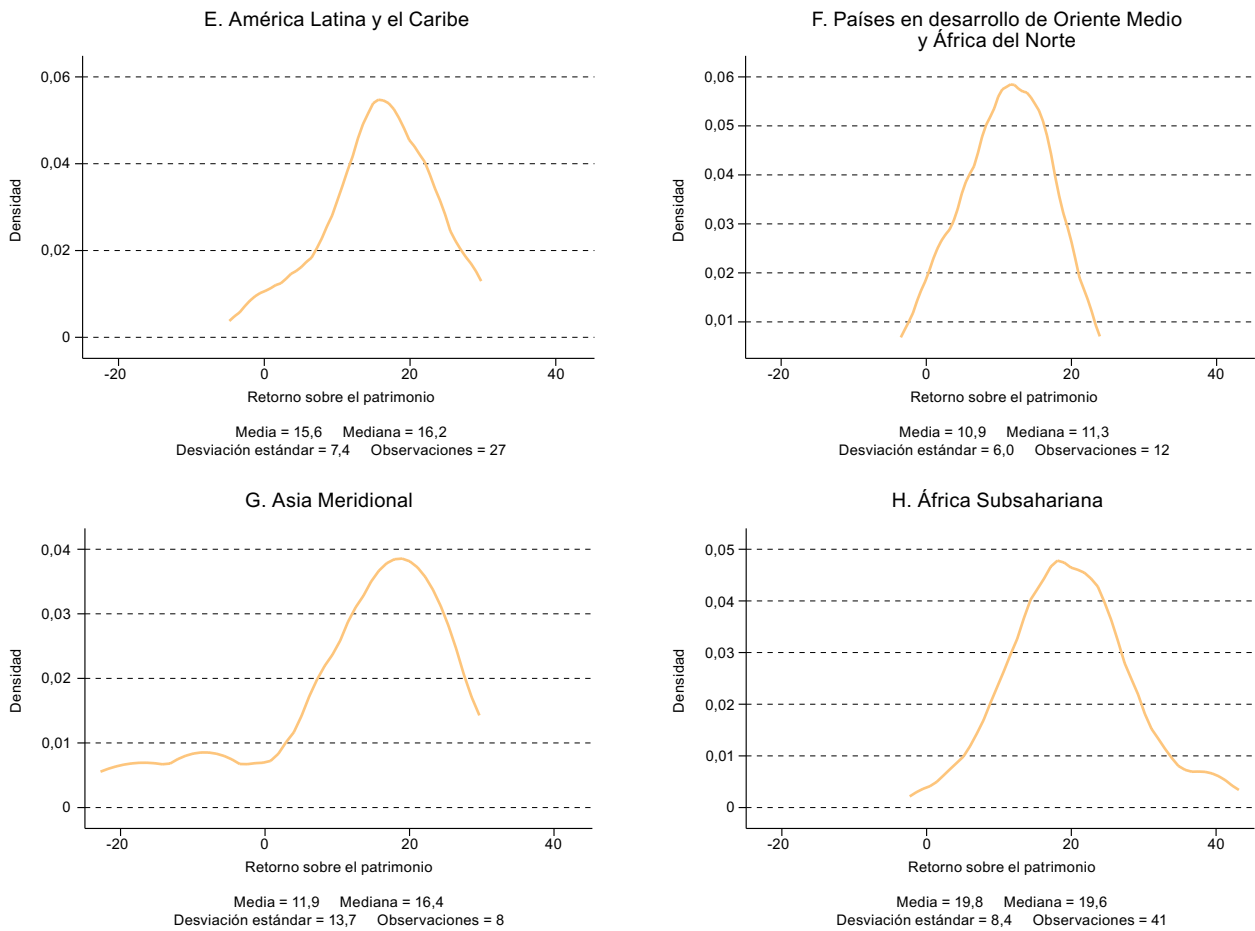 E. América Latina y el Caribe
0,06
0,04
0,02
0
Densidad
-20 0 20 40
Retorno sobre el patrimonio
Media = 15,6 Mediana = 16,2
Desviación estándar = 7,4 Observaciones = 27
F. Países en desarrollo de Oriente Medio
y África del Norte
0,06
0,05
0,04
0,03
0,02
0,01
Densidad
-20 0 20 40
Retorno sobre el patrimonio
Media = 10,9 Mediana = 11,3
Desviación estándar = 6,0 Observaciones = 12
G. Asia Meridional
0,04
0,03
0,02
0,01
0
Densidad
-20 0 20 40
Retorno sobre el patrimonio
Media = 11,9 Mediana = 16,4
Desviación estándar = 13,7 Observaciones = 8
H. África Subsahariana
0,05
0,04
0,03
0,02
0,01
0
Densidad
-20 0 20 40
Retorno sobre el patrimonio
Media = 19,8 Mediana = 19,6
Desviación estándar = 8,4 Observaciones = 41